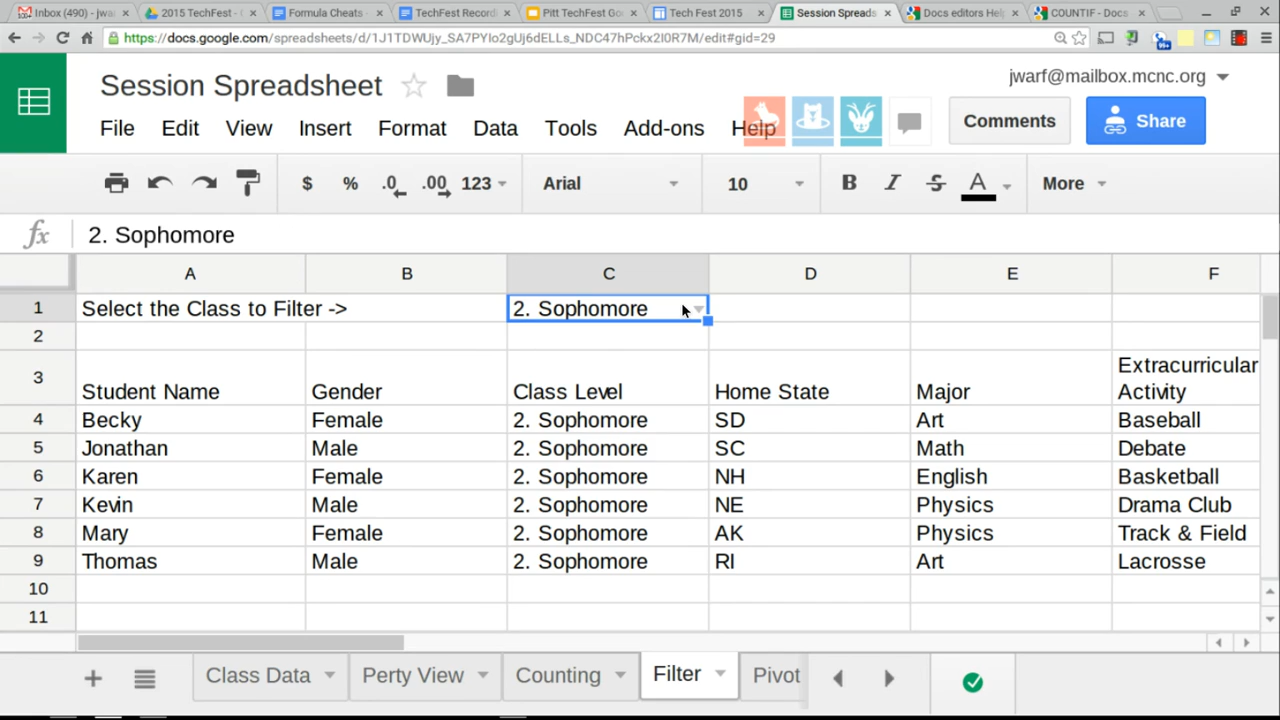 Inbox (490) - jwa
2015 TechFest -
Formula Cheats -
TechFest Record
Pitt TechFest Go
Tech Fest 2015
Session Spreads
Docs editors Hel
COUNTIF - Docs
https://docs.google.com/spreadsheets/d/1J1TDWUjy_SA7PYIo2gUj6dELLs_NDC47hPckx2I0R7M/edit#gid=29
Session Spreadsheet
jwarf@mailbox.mcnc.org
File Edit View Insert Format Data Tools Add-ons Help
Comments
Share
$ % .0 .00 123 Arial 10 B I S A More
fx 2. Sophomore
A B C D E F
1 Select the Class to Filter -> 2. Sophomore
2
3 Student Name Gender Class Level Home State Major Extracurricular
Activity
4 Becky Female 2. Sophomore SD Art Baseball
5 Jonathan Male 2. Sophomore SC Math Debate
6 Karen Female 2. Sophomore NH English Basketball
7 Kevin Male 2. Sophomore NE Physics Drama Club
8 Mary Female 2. Sophomore AK Physics Track & Field
9 Thomas Male 2. Sophomore RI Art Lacrosse
10
11
+ Class Data Perty View Counting Filter Pivot